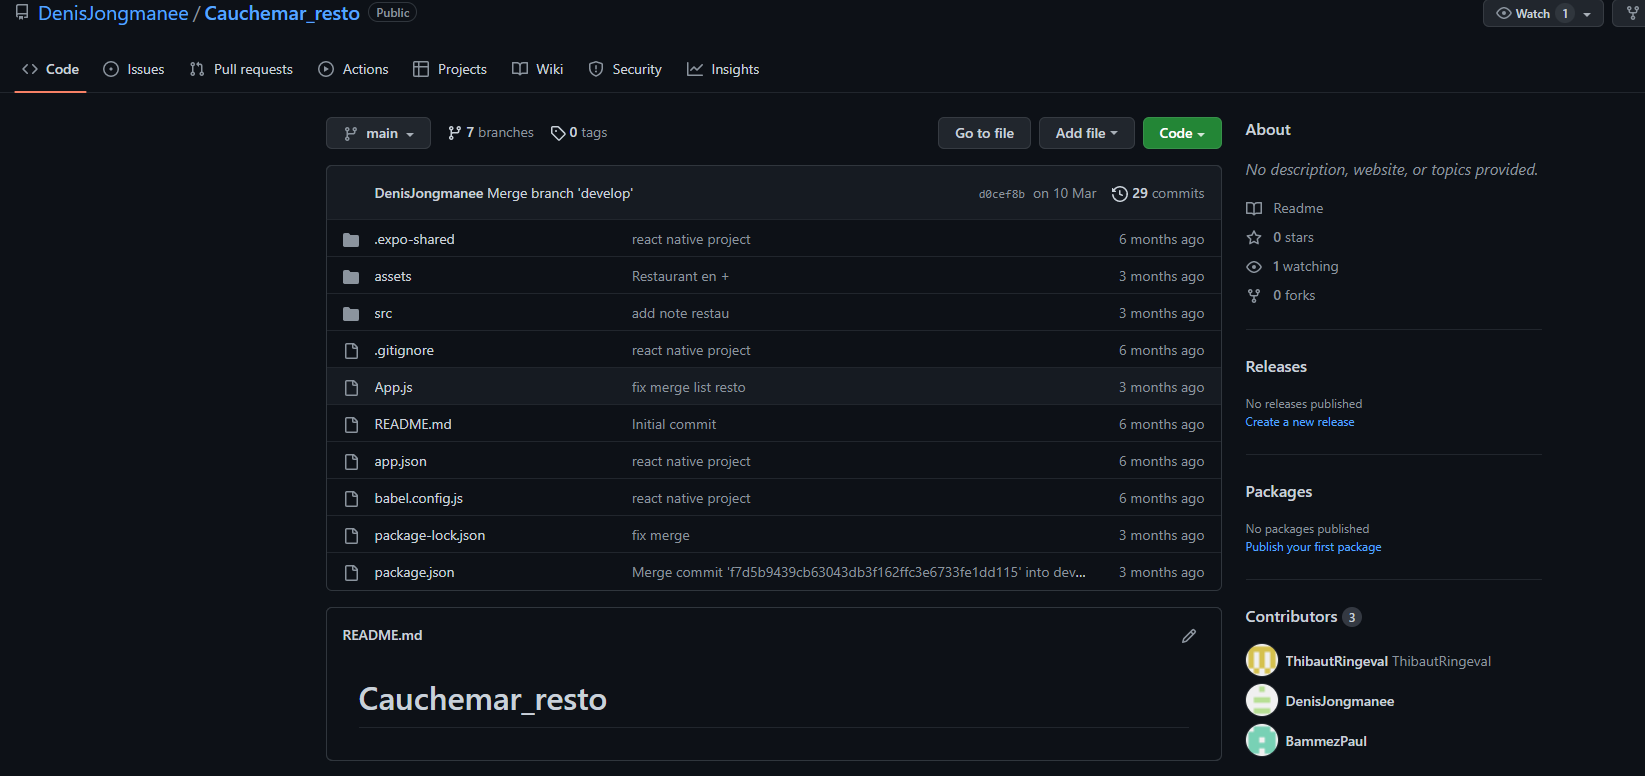 DenisJongmanee / Cauchemar_resto Public
Watch 1
Code Issues Pull requests Actions Projects Wiki Security Insights
main 7 branches 0 tags Go to file Add file Code
DenisJongmanee Merge branch 'develop' d0cef8b on 10 Mar 29 commits
.expo-shared react native project 6 months ago
assets Restaurant en + 3 months ago
src add note restau 3 months ago
.gitignore react native project 6 months ago
App.js fix merge list resto 3 months ago
README.md Initial commit 6 months ago
app.json react native project 6 months ago
babel.config.js react native project 6 months ago
package-lock.json fix merge 3 months ago
package.json Merge commit 'f7d5b9439cb63043db3f162ffc3e6733fe1dd115' into dev... 3 months ago
README.md
Cauchemar_resto
About
No description, website, or topics provided.
Readme
0 stars
1 watching
0 forks
Releases
No releases published
Create a new release
Packages
No packages published
Publish your first package
Contributors 3
ThibautRingeval ThibautRingeval
DenisJongmanee
BammezPaul